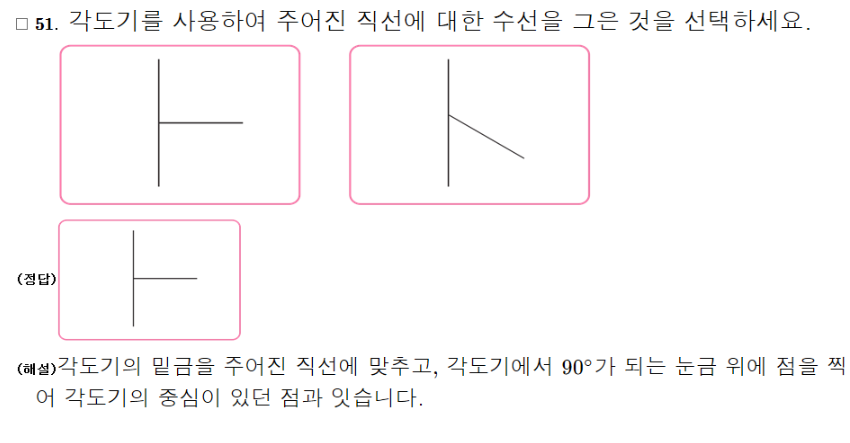 □ 51. 각도기를 사용하여 주어진 직선에 대한 수선을 그은 것을 선택하세요.
(정답)
(해설)각도기의 밑금을 주어진 직선에 맞추고, 각도기에서 90°가 되는 눈금 위에 점을 찍
어 각도기의 중심이 있던 점과 잇습니다.